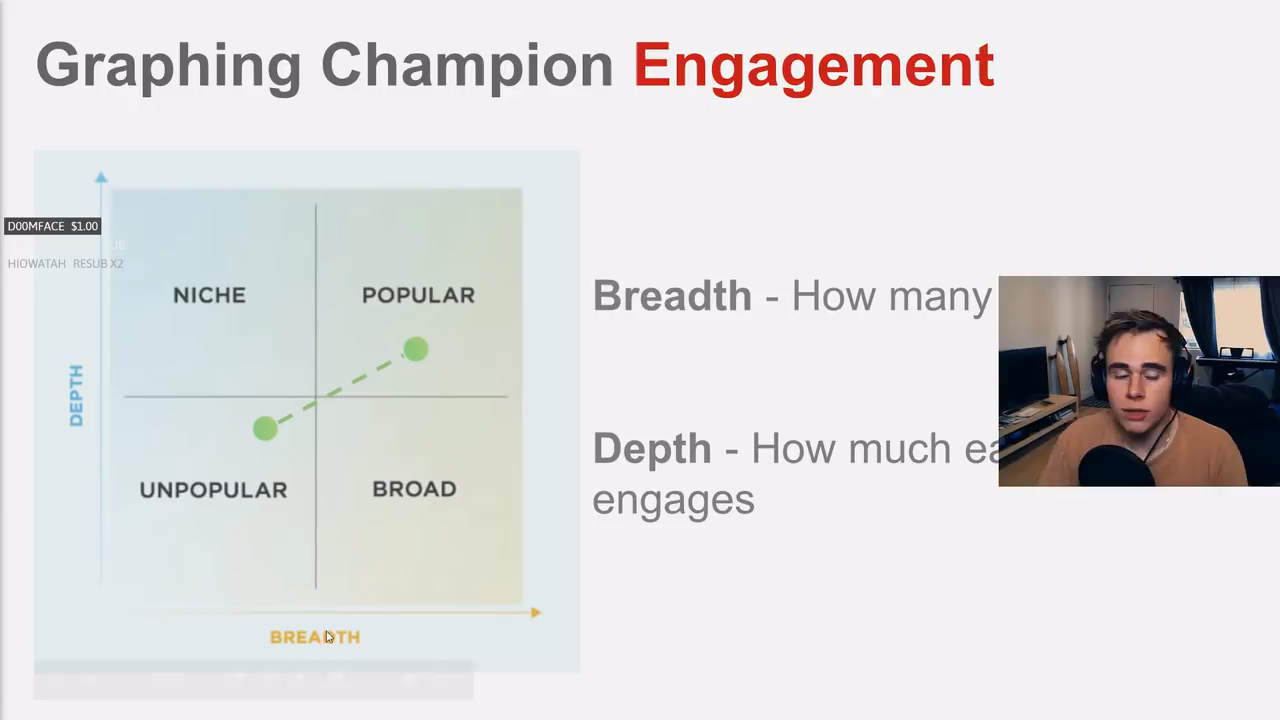 Graphing Champion Engagement
D00MFACE $1.00
HIOWATAH RESUB X2
NICHE
POPULAR
DEPTH
UNPOPULAR
BROAD
BREADTH
Breadth - How many
Depth - How much
engages